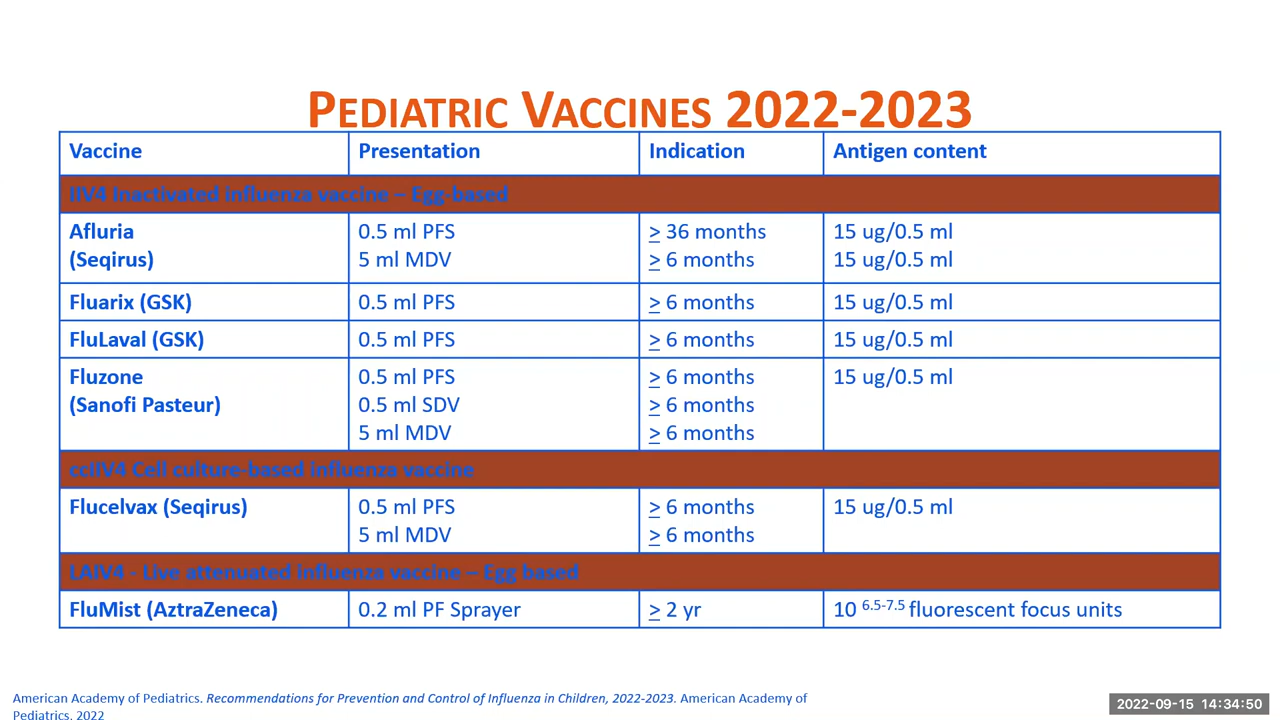 PEDIATRIC VACCINES 2022-2023
Vaccine Presentation Indication Antigen content
IIV4 Inactivated influenza vaccine – Egg-based
Afluria 0.5 ml PFS ≥ 36 months 15 ug/0.5 ml
(Seqirus) 5 ml MDV ≥ 6 months 15 ug/0.5 ml
Fluarix (GSK) 0.5 ml PFS ≥ 6 months 15 ug/0.5 ml
FluLaval (GSK) 0.5 ml PFS ≥ 6 months 15 ug/0.5 ml
Fluzone 0.5 ml PFS ≥ 6 months 15 ug/0.5 ml
(Sanofi Pasteur) 0.5 ml SDV ≥ 6 months
5 ml MDV ≥ 6 months
ccIIV4 Cell culture-based influenza vaccine
Flucelvax (Seqirus) 0.5 ml PFS ≥ 6 months 15 ug/0.5 ml
5 ml MDV ≥ 6 months
LAIV4 - Live attenuated influenza vaccine – Egg based
FluMist (AztraZeneca) 0.2 ml PF Sprayer ≥ 2 yr 10 6.5-7.5 fluorescent focus units
American Academy of Pediatrics. Recommendations for Prevention and Control of Influenza in Children, 2022-2023. American Academy of
Pediatrics. 2022
2022-09-15 14:34:50